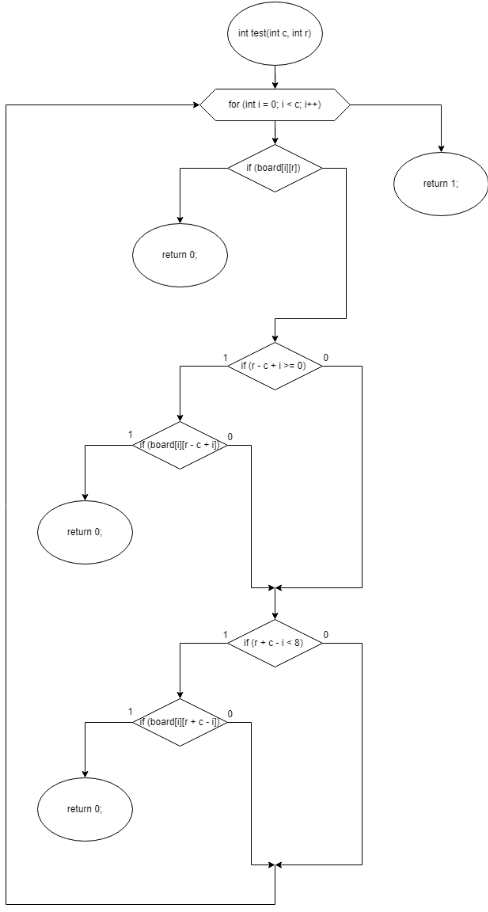 int test(int c, int r)
for (int i = 0; i < c; i++)
if (board[i][r])
return 1;
return 0;
1
if (r - c + i >= 0)
0
1
if (board[i][r - c + i])
0
return 0;
1
if (r + c - i < 8)
0
1
if (board[i][r + c - i])
0
return 0;